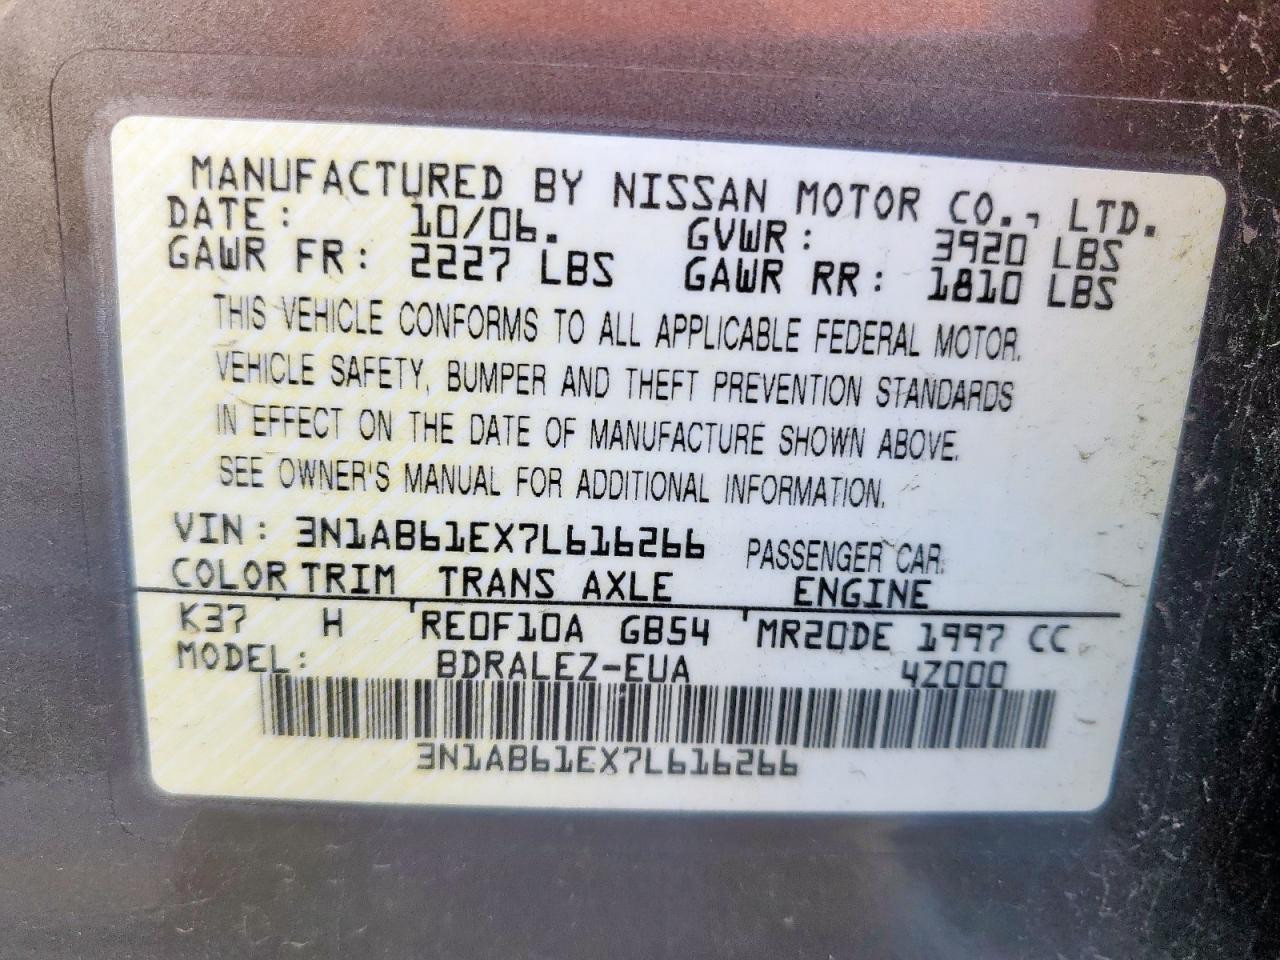 MANUFACTURED BY NISSAN MOTOR CO., LTD.
DATE: 10/06. GVWR: 3920 LBS
GAWR FR: 2227 LBS GAWR RR: 1810 LBS
THIS VEHICLE CONFORMS TO ALL APPLICABLE FEDERAL MOTOR.
VEHICLE SAFETY, BUMPER AND THEFT PREVENTION STANDARDS
IN EFFECT ON THE DATE OF MANUFACTURE SHOWN ABOVE.
SEE OWNER'S MANUAL FOR ADDITIONAL INFORMATION.
VIN: 3N1AB61EX7L616266 PASSENGER CAR.
COLOR TRIM TRANS AXLE ENGINE
K37 H RE0F10A GB54 MR20DE 1997 CC
MODEL: BDRALEZ-EUA 4Z000
3N1AB61EX7L616266